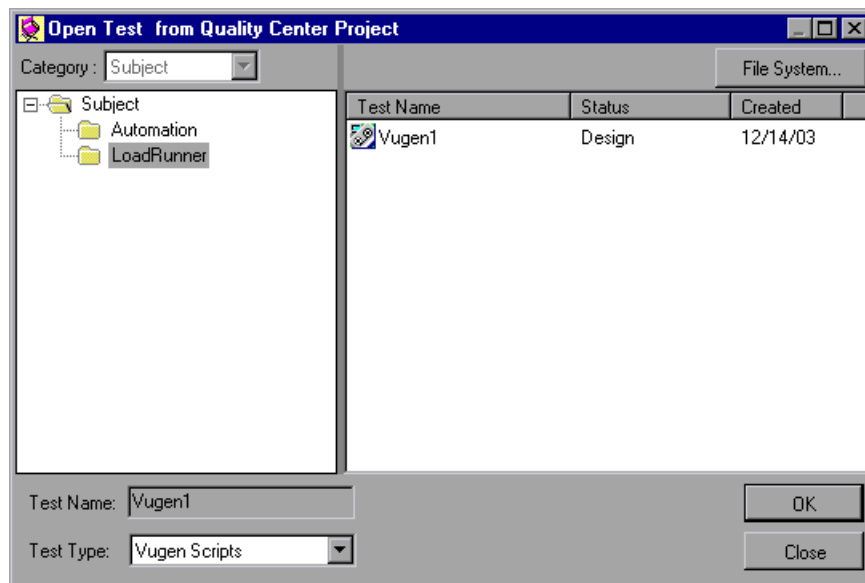 Open Test from Quality Center Project
Category : Subject
File System...
Subject
Automation
LoadRunner
Test Name Status Created
Vugen1 Design 12/14/03
Test Name: Vugen1
OK
Test Type: Vugen Scripts
Close